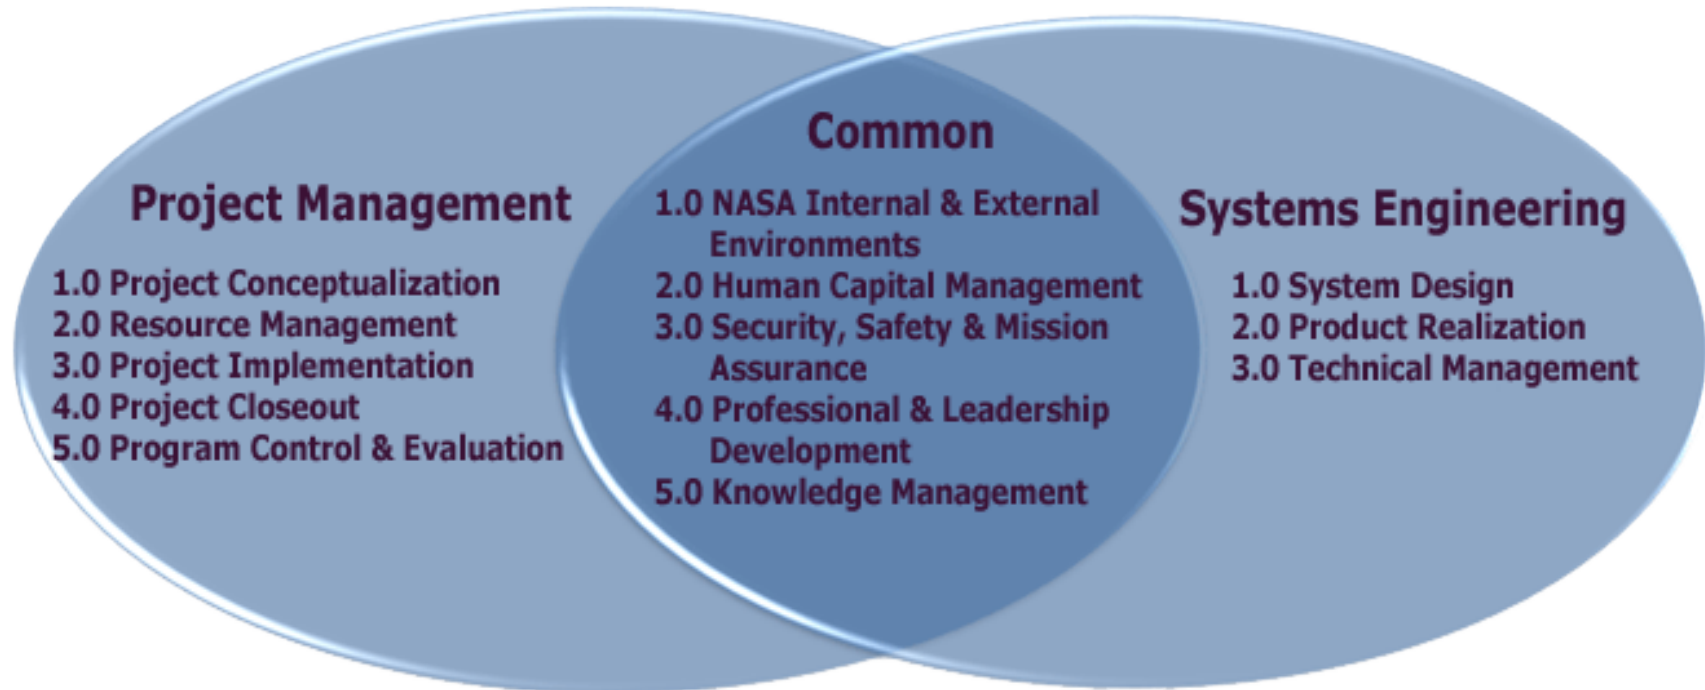 Project Management
1.0 Project Conceptualization
2.0 Resource Management
3.0 Project Implementation
4.0 Project Closeout
5.0 Program Control & Evaluation
Common
1.0 NASA Internal & External
Environments
2.0 Human Capital Management
3.0 Security, Safety & Mission
Assurance
4.0 Professional & Leadership
Development
5.0 Knowledge Management
Systems Engineering
1.0 System Design
2.0 Product Realization
3.0 Technical Management